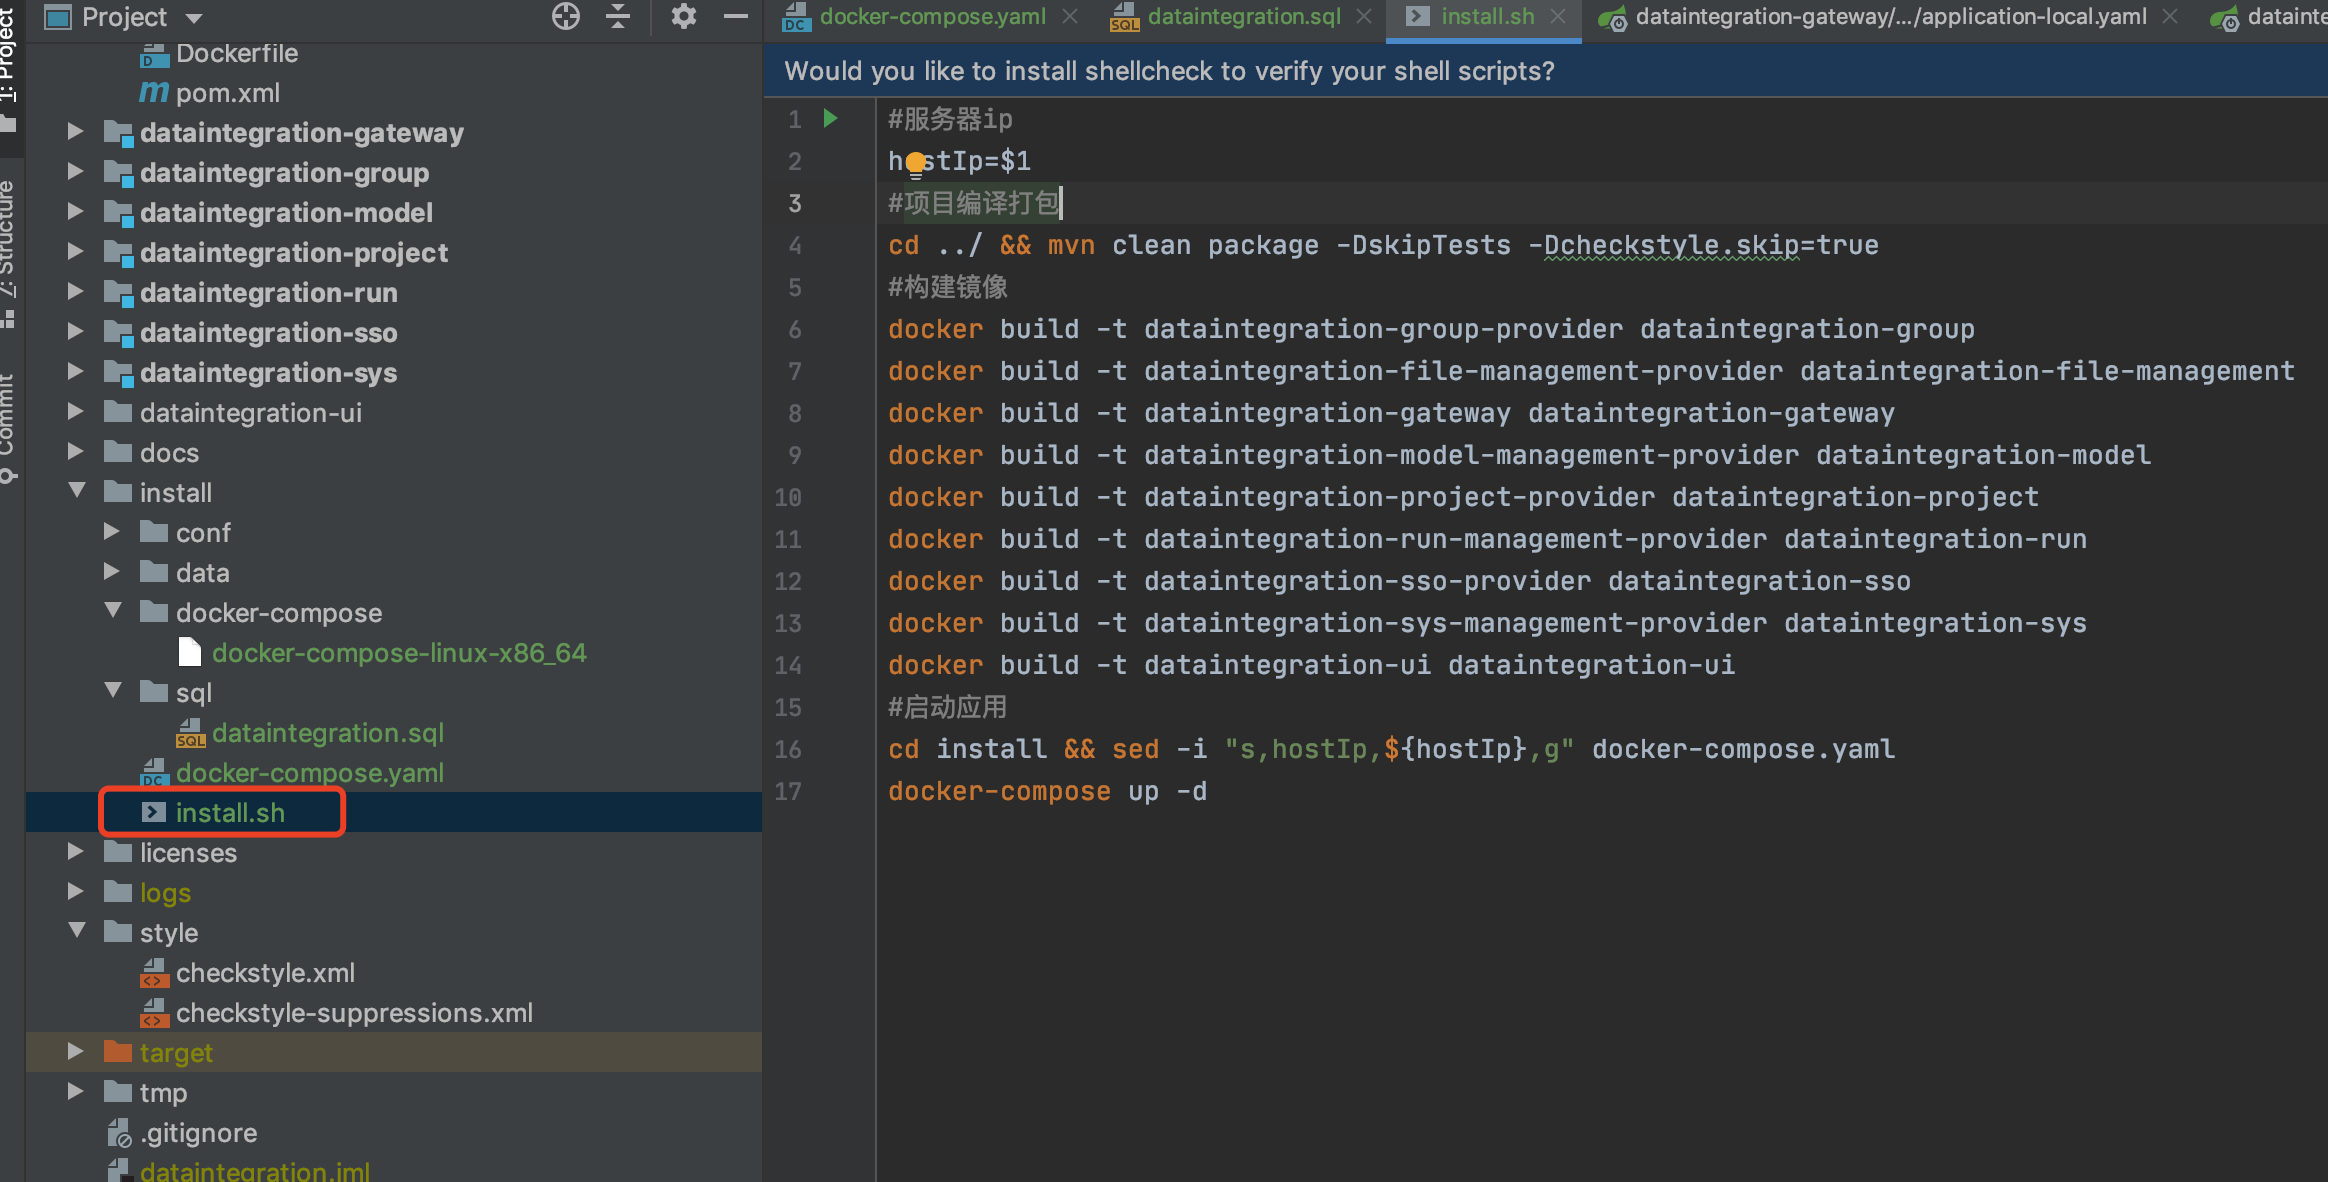 Project
docker-compose.yaml
dataintegration.sql
install.sh
dataintegration-gateway/.../application-local.yaml
datainte
1: Project
Structure
Commit
Dockerfile
pom.xml
dataintegration-gateway
dataintegration-group
dataintegration-model
dataintegration-project
dataintegration-run
dataintegration-sso
dataintegration-sys
dataintegration-ui
docs
install
conf
data
docker-compose
docker-compose-linux-x86_64
sql
dataintegration.sql
docker-compose.yaml
install.sh
licenses
logs
style
checkstyle.xml
checkstyle-suppressions.xml
target
tmp
.gitignore
dataintegration.iml
Would you like to install shellcheck to verify your shell scripts?
1 #服务器ip
2 hostIp=$1
3 #项目编译打包
4 cd ../ && mvn clean package -DskipTests -Dcheckstyle.skip=true
5 #构建镜像
6 docker build -t dataintegration-group-provider dataintegration-group
7 docker build -t dataintegration-file-management-provider dataintegration-file-management
8 docker build -t dataintegration-gateway dataintegration-gateway
9 docker build -t dataintegration-model-management-provider dataintegration-model
10 docker build -t dataintegration-project-provider dataintegration-project
11 docker build -t dataintegration-run-management-provider dataintegration-run
12 docker build -t dataintegration-sso-provider dataintegration-sso
13 docker build -t dataintegration-sys-management-provider dataintegration-sys
14 docker build -t dataintegration-ui dataintegration-ui
15 #启动应用
16 cd install && sed -i "s,hostIp,${hostIp},g" docker-compose.yaml
17 docker-compose up -d